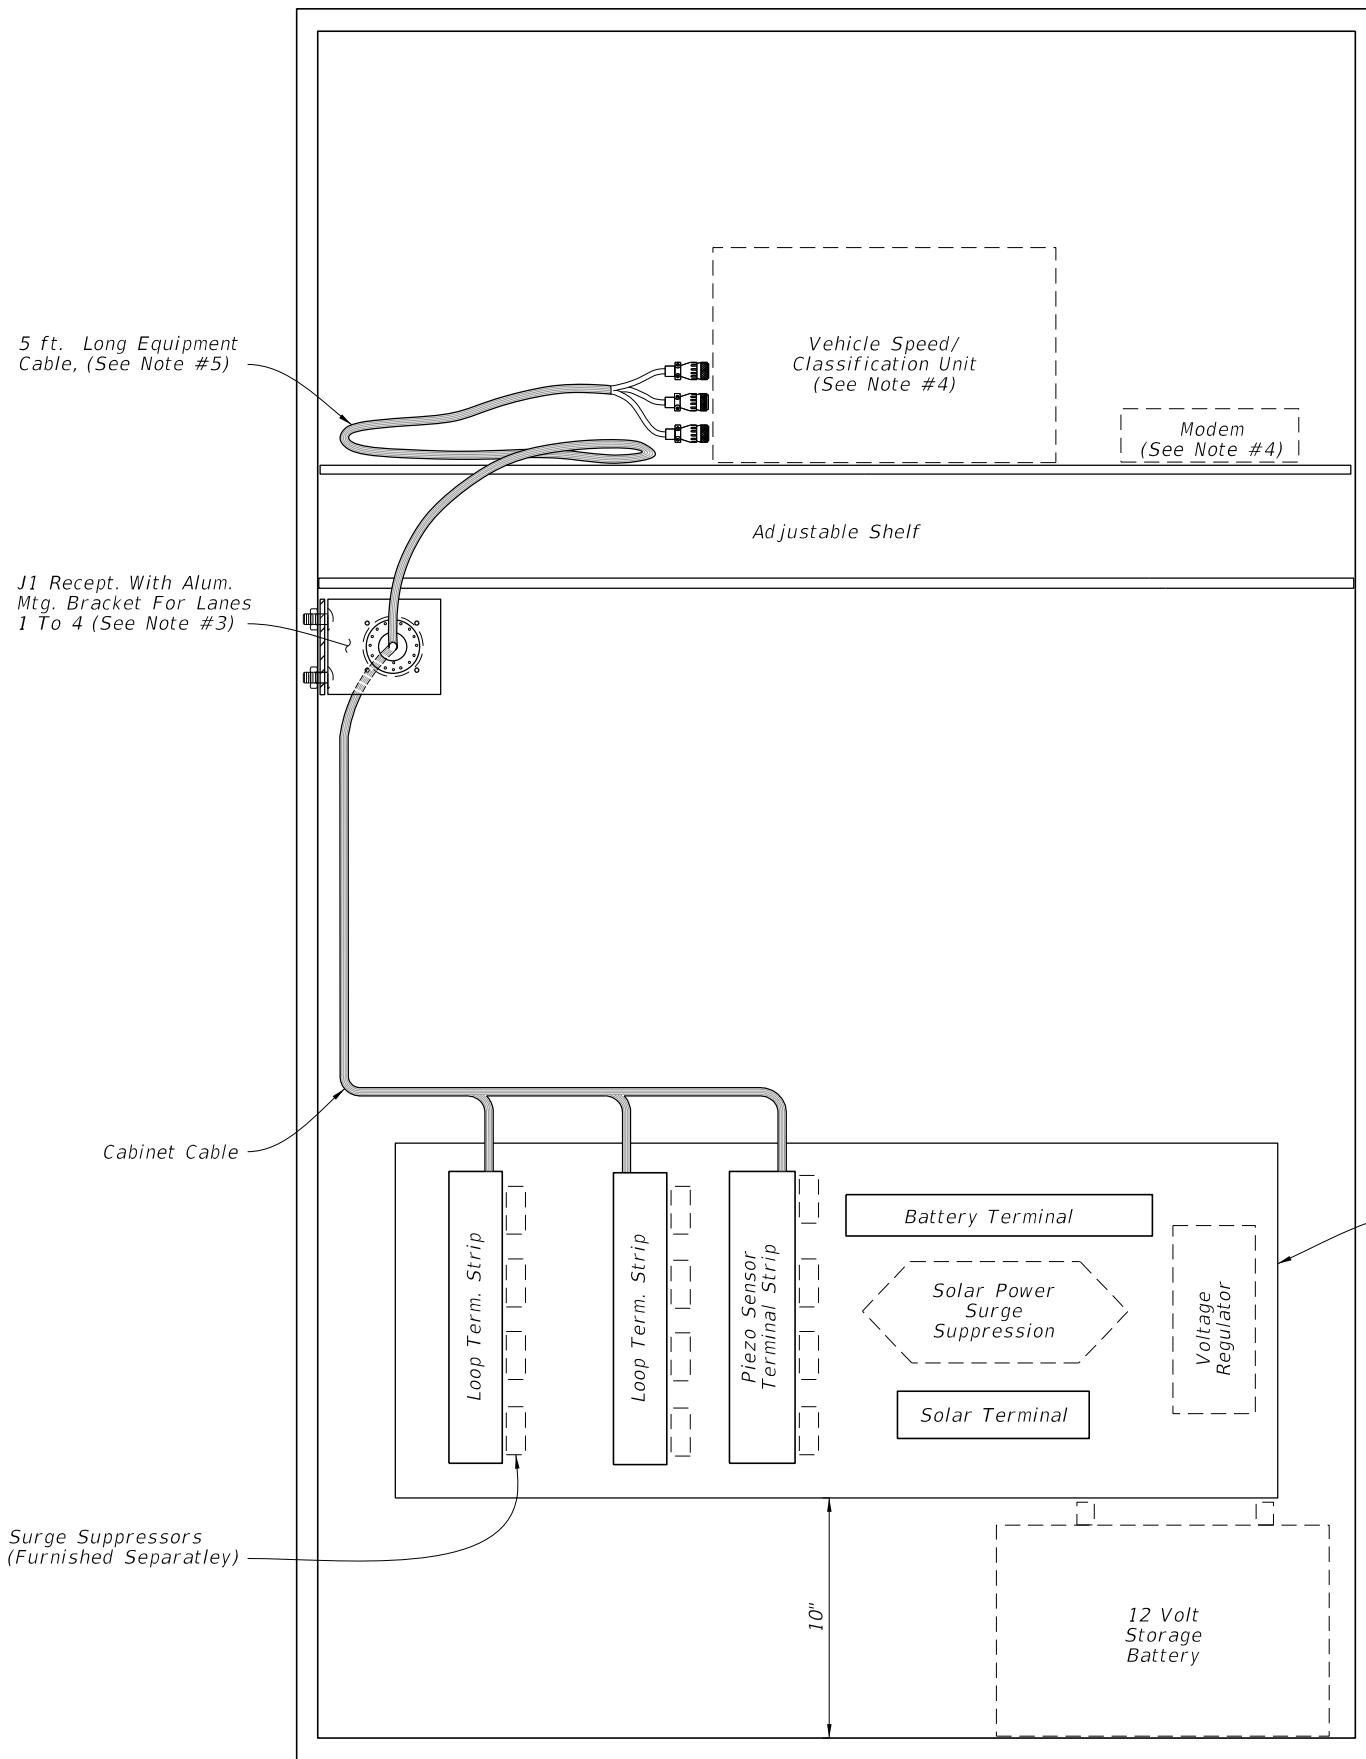 5 ft. Long Equipment
Cable, (See Note #5)
Vehicle Speed/
Classification Unit
(See Note #4)
Modem
(See Note #4)
Adjustable Shelf
J1 Recept. With Alum.
Mtg. Bracket For Lanes
1 To 4 (See Note #3)
Cabinet Cable
Loop Term. Strip
Loop Term. Strip
Piezo Sensor
Terminal Strip
Battery Terminal
Solar Power
Surge
Suppression
Solar Terminal
Voltage
Regulator
Surge Suppressors
(Furnished Separatley)
10"
12 Volt
Storage
Battery